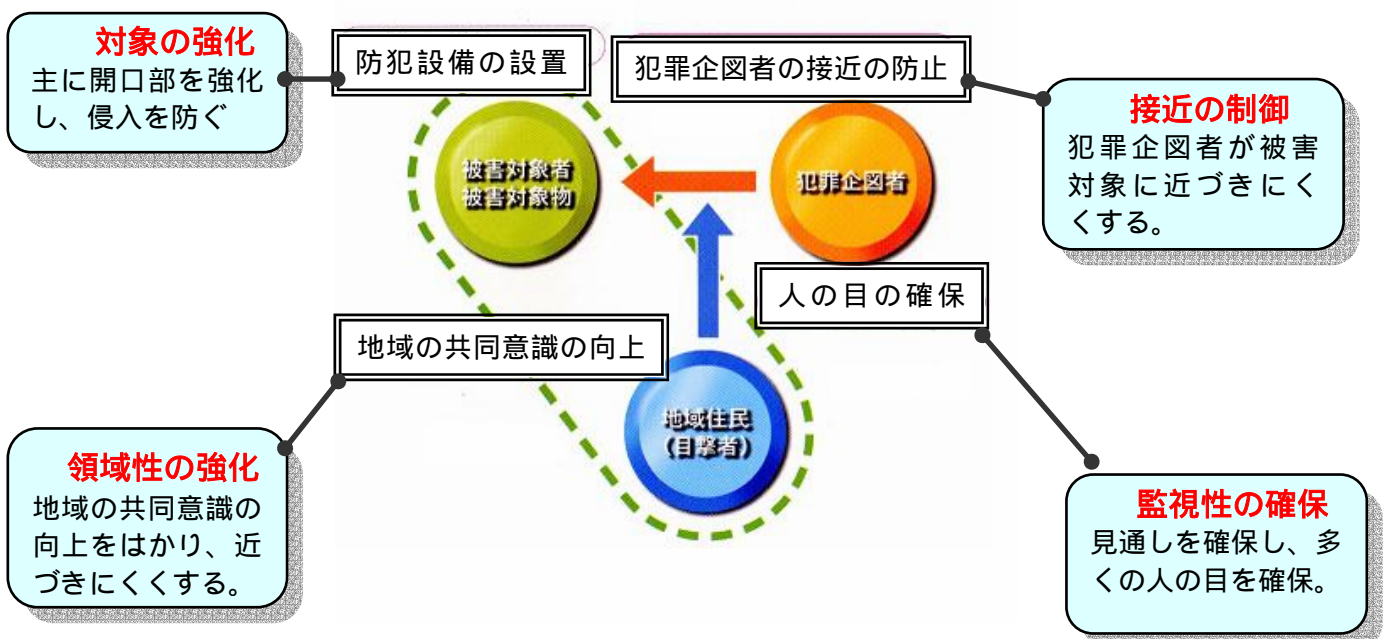 対象の強化
主に開口部を強化
し、侵入を防ぐ
防犯設備の設置
犯罪企図者の接近の防止
接近の制御
犯罪企図者が被害
対象に近づきにく
くする。
被害対象者
被害対象物
犯罪企図者
人の目の確保
地域の共同意識の向上
地域住民
(目撃者)
領域性の強化
地域の共同意識の
向上をはかり、近
づきにくくする。
監視性の確保
見通しを確保し、多
くの人の目を確保。